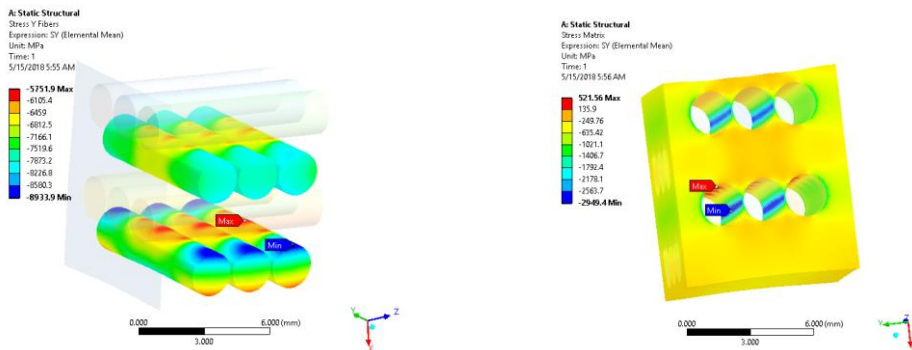 A: Static Structural
Stress Y Fibers
Expression: SY (Elemental Mean)
Unit: MPa
Time: 1
5/15/2018 5:55 AM
-5751.9 Max
-6105.4
-6459
-6812.5
-7166.1
-7519.6
-7873.2
-8226.8
-8580.3
-8933.9 Min
Max
Min
0.000
6.000 (mm)
3.000
Y
Z
X
A: Static Structural
Stress Matrix
Expression: SY (Elemental Mean)
Unit: MPa
Time: 1
5/15/2018 5:56 AM
521.56 Max
135.9
-249.76
-635.42
-1021.1
-1406.7
-1792.4
-2178.1
-2563.7
-2949.4 Min
Max
Min
0.000
6.000 (mm)
3.000
Y
Z